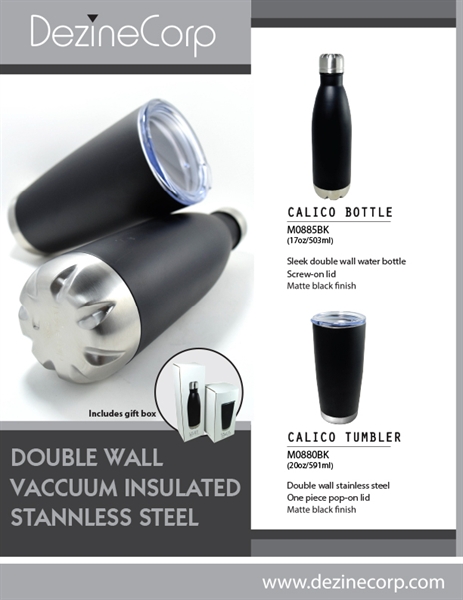 DezineCorp
CALICO BOTTLE
M0885BK
(17oz/503ml)
Sleek double wall water bottle
Screw-on lid
Matte black finish
Includes gift box
CALICO TUMBLER
M0880BK
(20oz/591ml)
Double wall stainless steel
One piece pop-on lid
Matte black finish
DOUBLE WALL
VACCUUM INSULATED
STANNLESS STEEL
www.dezinecorp.com